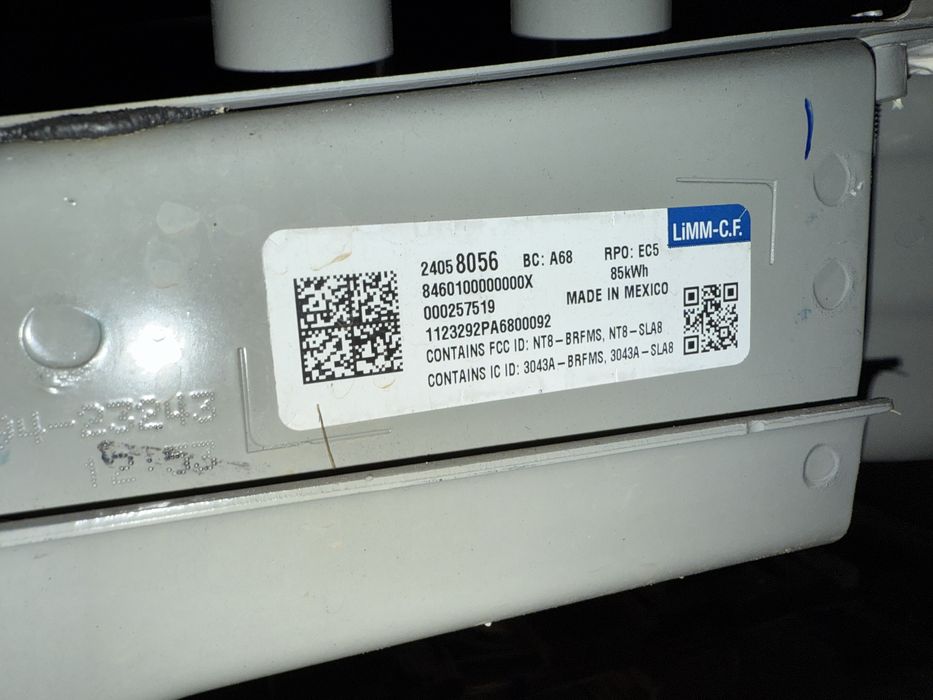 LiMM-C.F.
24058056 BC: A68 RPO: EC5
8460100000000X 85kWh
000257519 MADE IN MEXICO
1123292PA6800092
CONTAINS FCC ID: NT8-BRFMS, NT8-SLA8
CONTAINS IC ID: 3043A-BRFMS, 3043A-SLA8
-23243